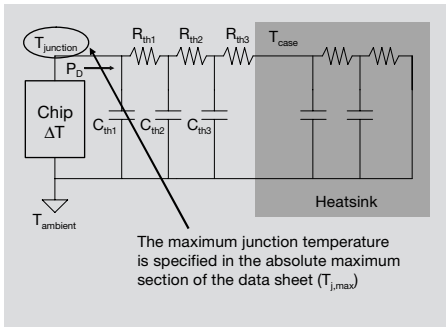 T_junction
R_th1 R_th2 R_th3
T_case
P_D
Chip
ΔT
C_th1 C_th2 C_th3
T_ambient
Heatsink
The maximum junction temperature
is specified in the absolute maximum
section of the data sheet (T_j,max)